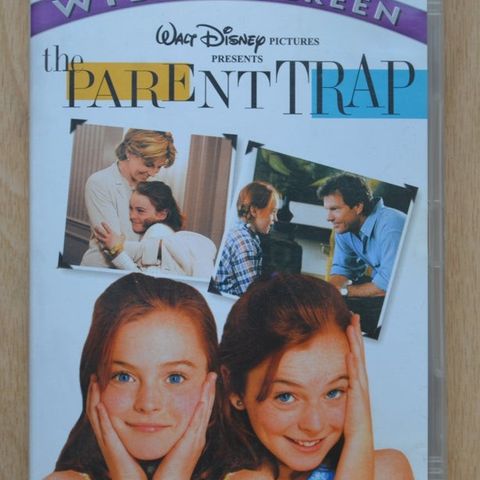 WALT DISNEY PICTURES
PRESENTS
the
PARENT TRAP